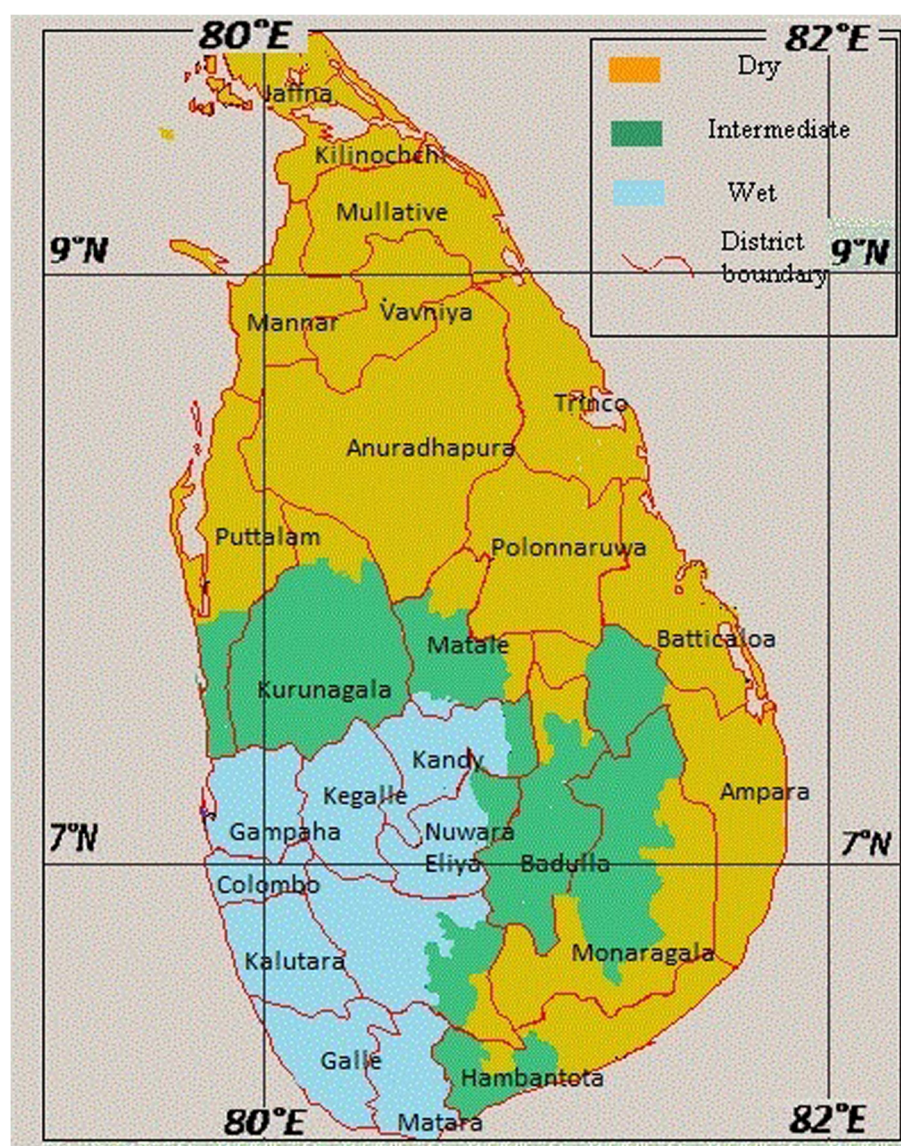 80°E
82°E
Dry
Intermediate
Wet
District
boundary
Jaffna
Kilinochchi
Mullative
9°N
9°N
Mannar
Vavniya
Trinco
Anuradhapura
Puttalam
Polonnaruwa
Matale
Batticaloa
Kurunagala
Kandy
Kegalle
Ampara
Gampaha
Nuwara
Eliya
7°N
7°N
Badulla
Colombo
Kalutara
Monaragala
Galle
Hambantota
Matara
80°E
82°E